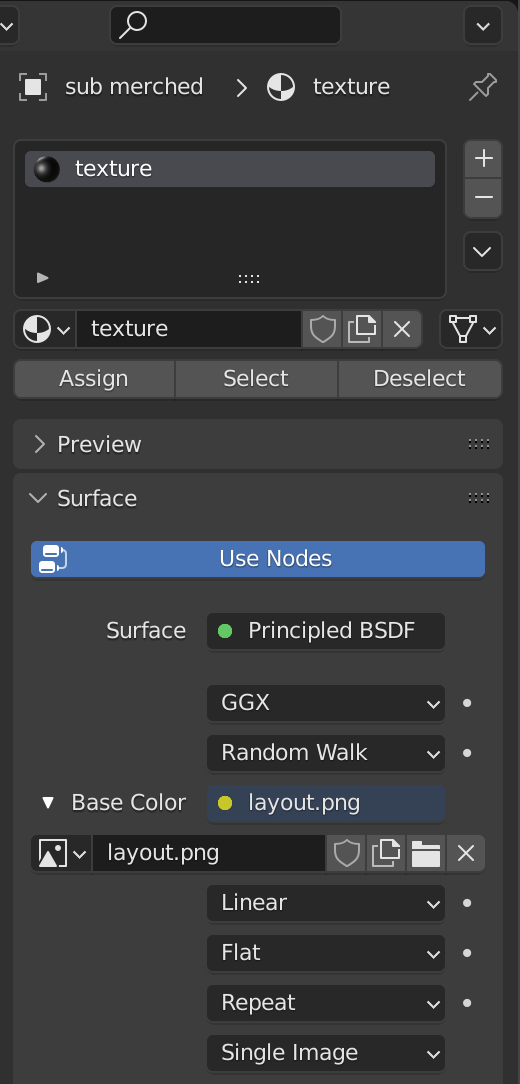 sub merched > texture
texture
texture
Assign Select Deselect
Preview
Surface
Use Nodes
Surface Principled BSDF
GGX
Random Walk
Base Color layout.png
layout.png
Linear
Flat
Repeat
Single Image